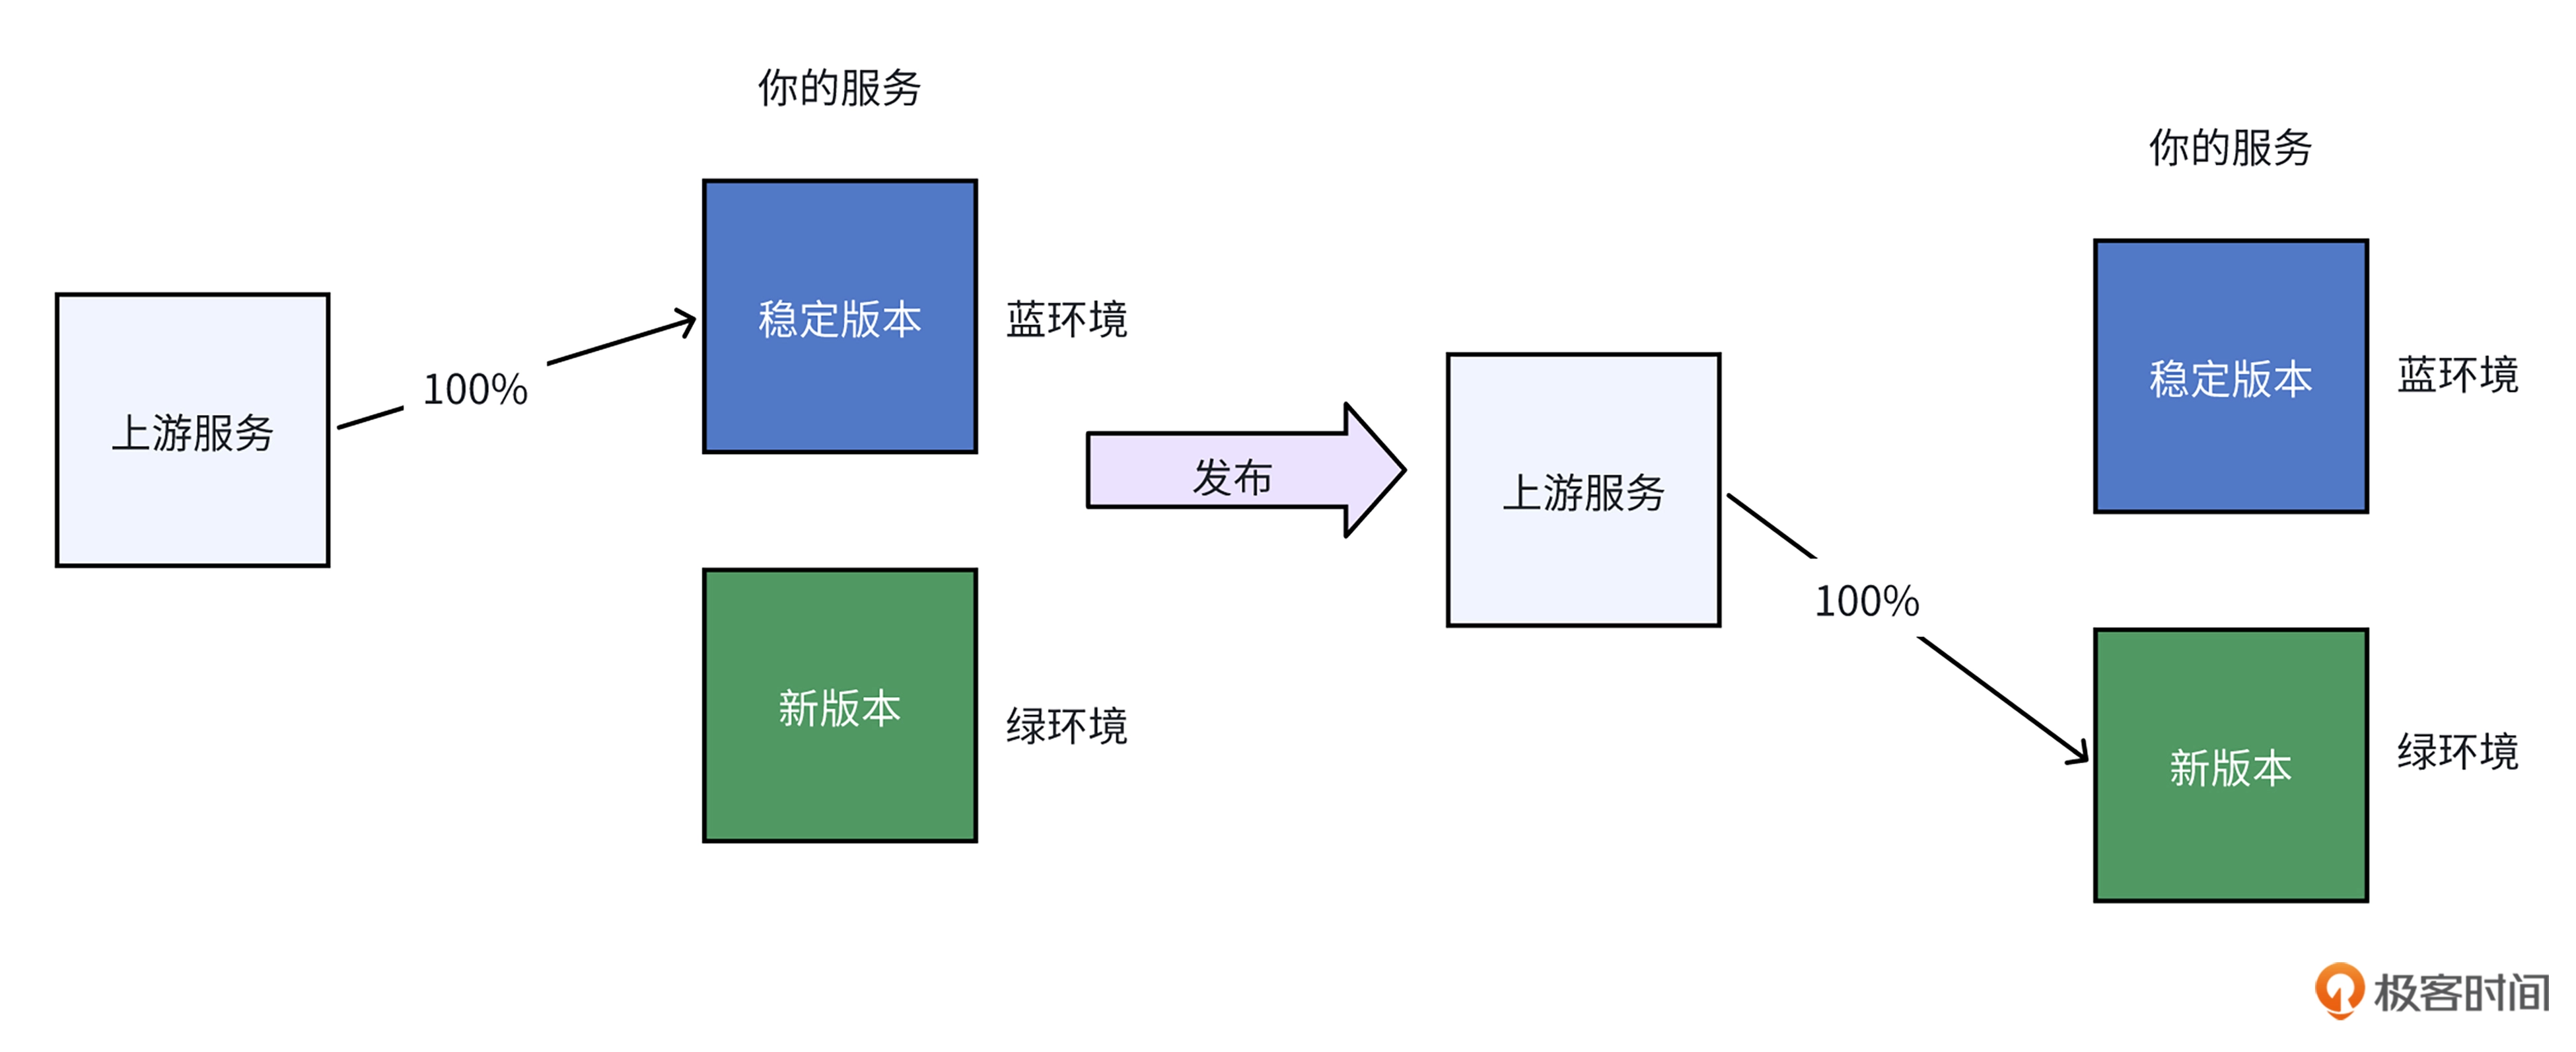 你的服务
稳定版本
蓝环境
上游服务
100%
新版本
绿环境
发布
你的服务
稳定版本
蓝环境
上游服务
100%
新版本
绿环境
极客时间